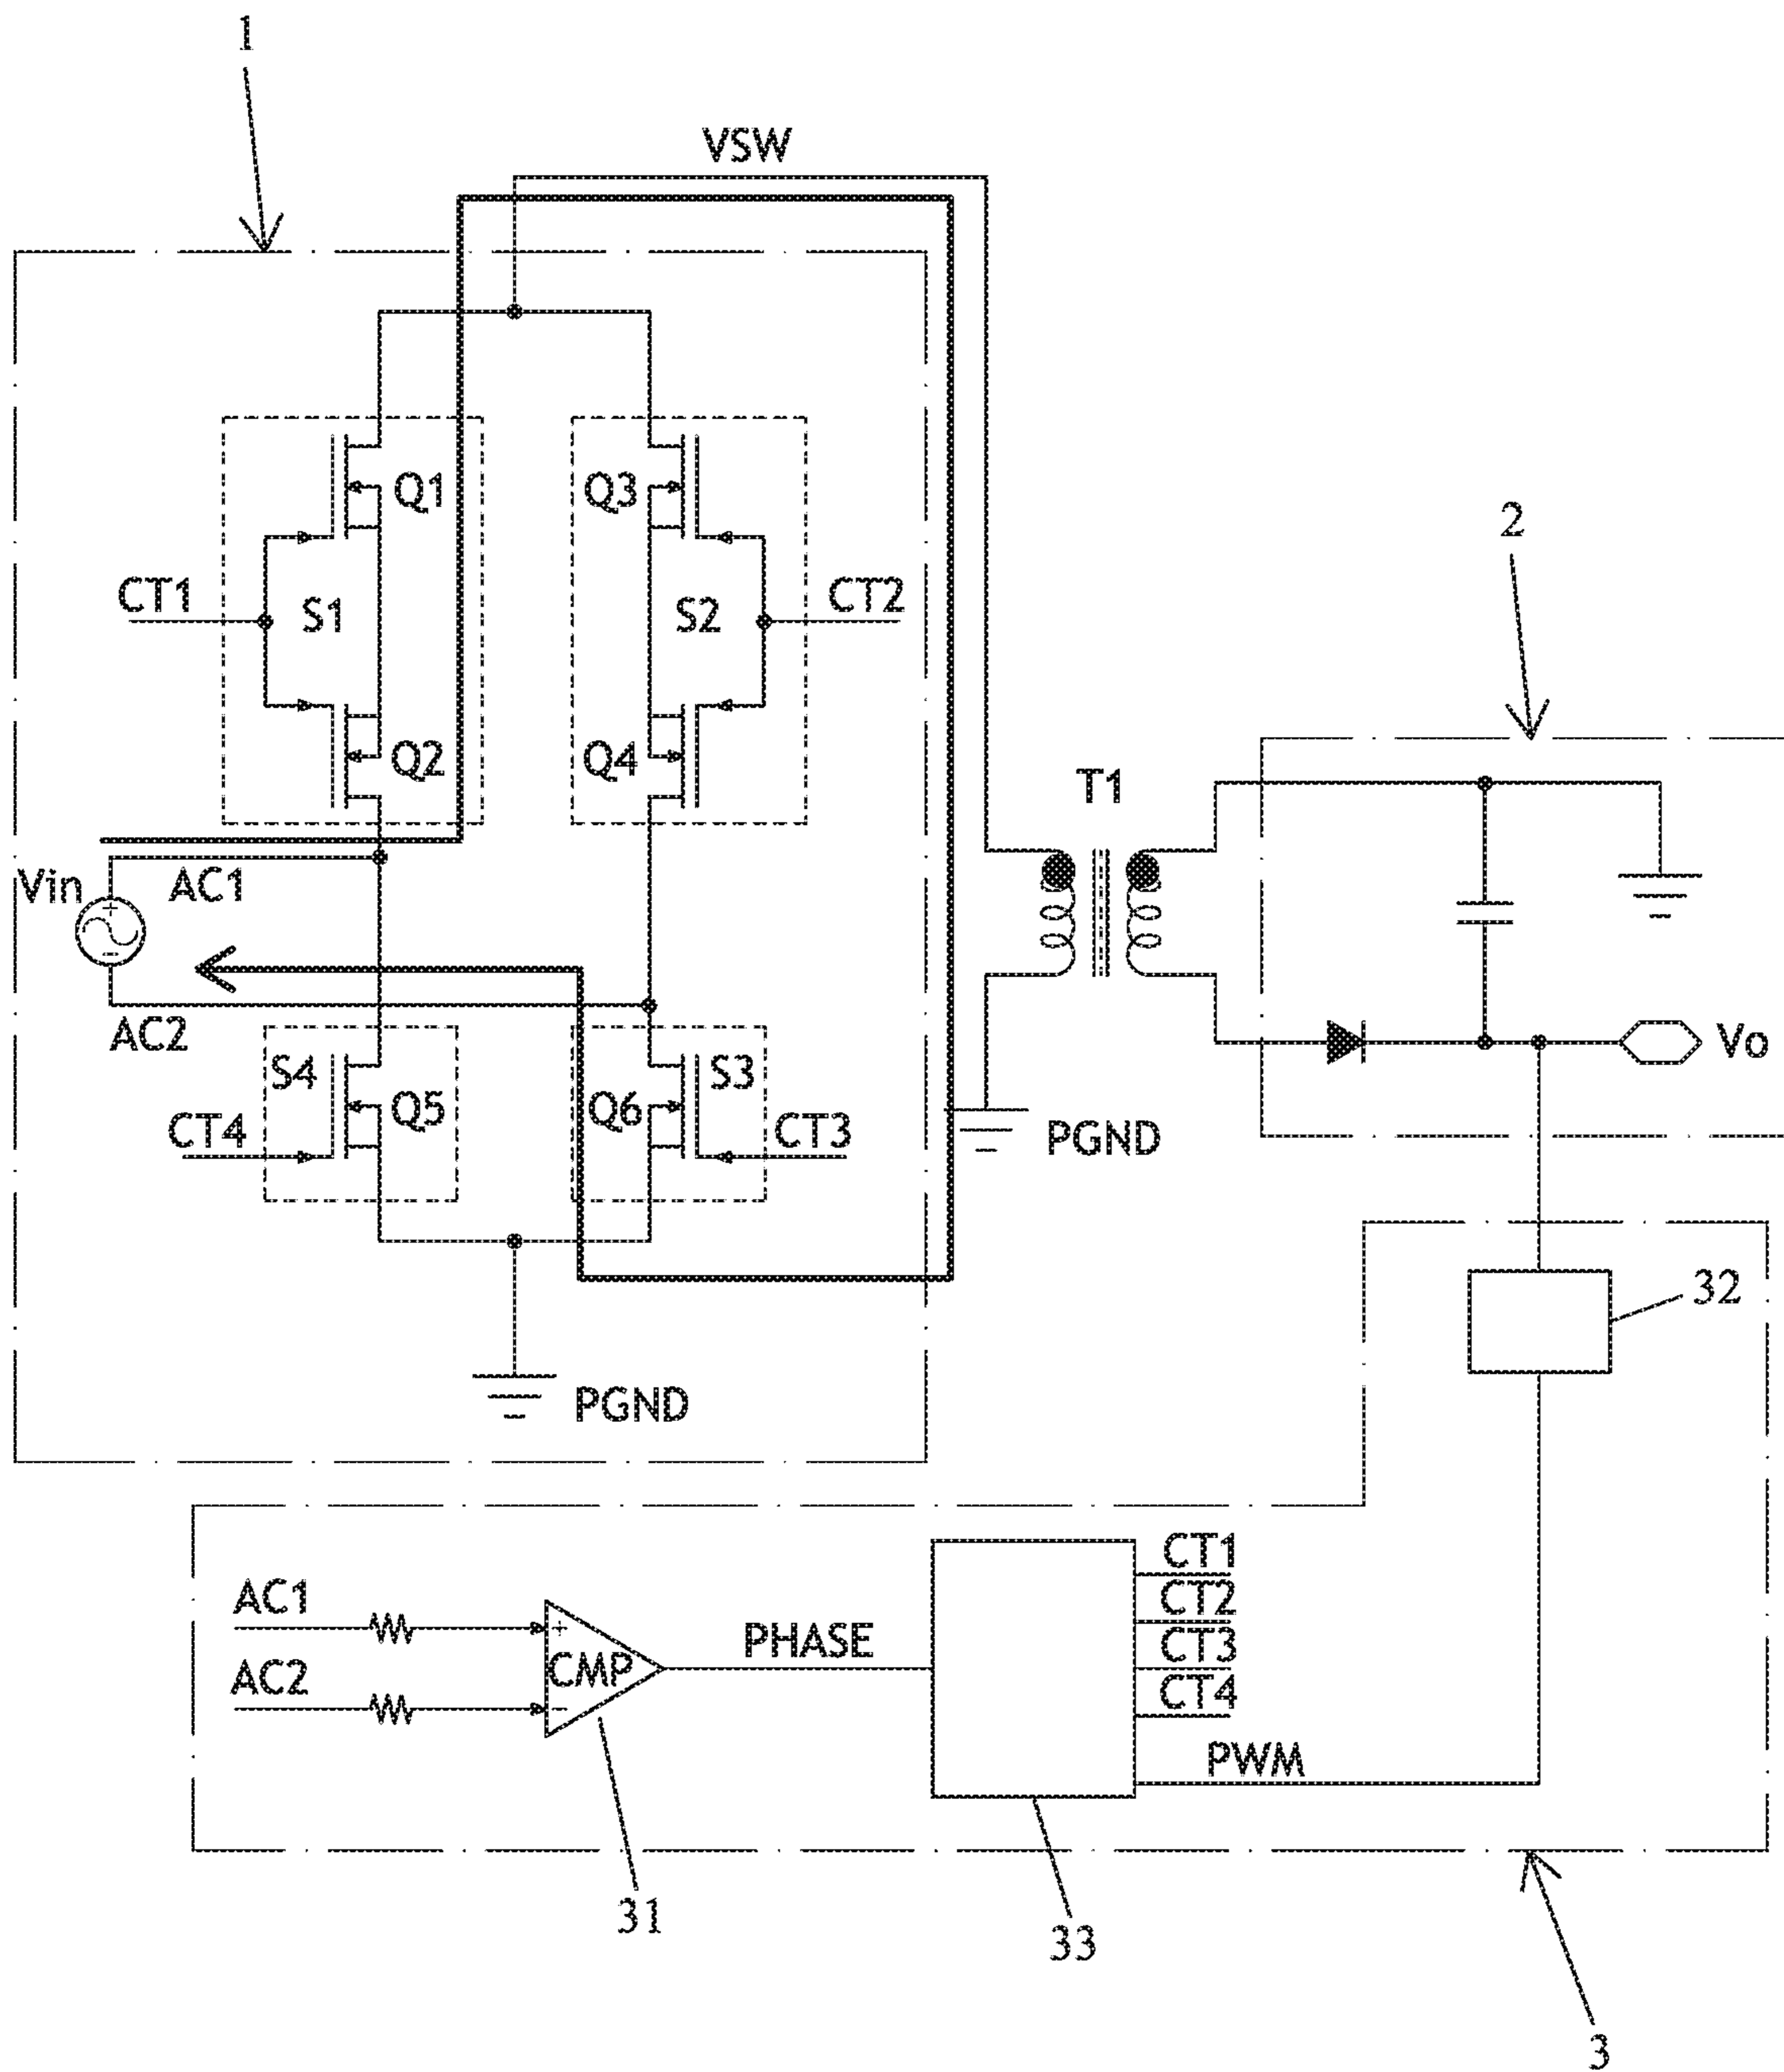 1
VSW
Q1
Q3
CT1
S1
S2
CT2
2
Q2
Q4
T1
Vin
+
-
AC1
AC2
S4
S3
Q5
Q6
CT4
CT3
PGND
Vo
32
PGND
CT1
CT2
CT3
CT4
AC1
AC2
+
CMP
-
PHASE
PWM
31
33
3